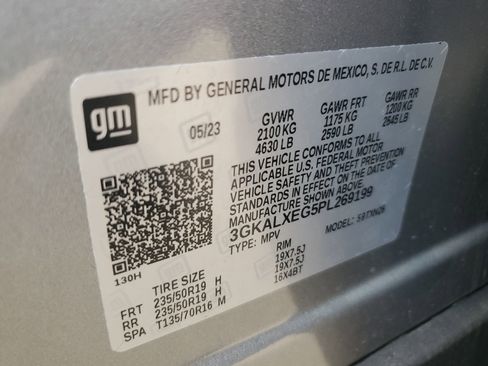 gm
MFD BY GENERAL MOTORS DE MEXICO, S. DE R.L. DE C.V.
05/23 GVWR GAWR FRT GAWR RR
2100 KG 1175 KG 1200 KG
4630 LB 2590 LB 2645 LB
THIS VEHICLE CONFORMS TO ALL
APPLICABLE U.S. FEDERAL MOTOR
VEHICLE SAFETY AND THEFT PREVENTION
STANDARDS IN EFFECT ON THE DATE OF
MANUFACTURE SHOWN ABOVE.
3GKALXEG5PL269199
TYPE: MPV MODEL:
130H
TIRE SIZE RIM
FRT 235/50R19 H 19X7.5J
RR 235/50R19 H 19X7.5J
SPA T135/70R16 M 16X4BT